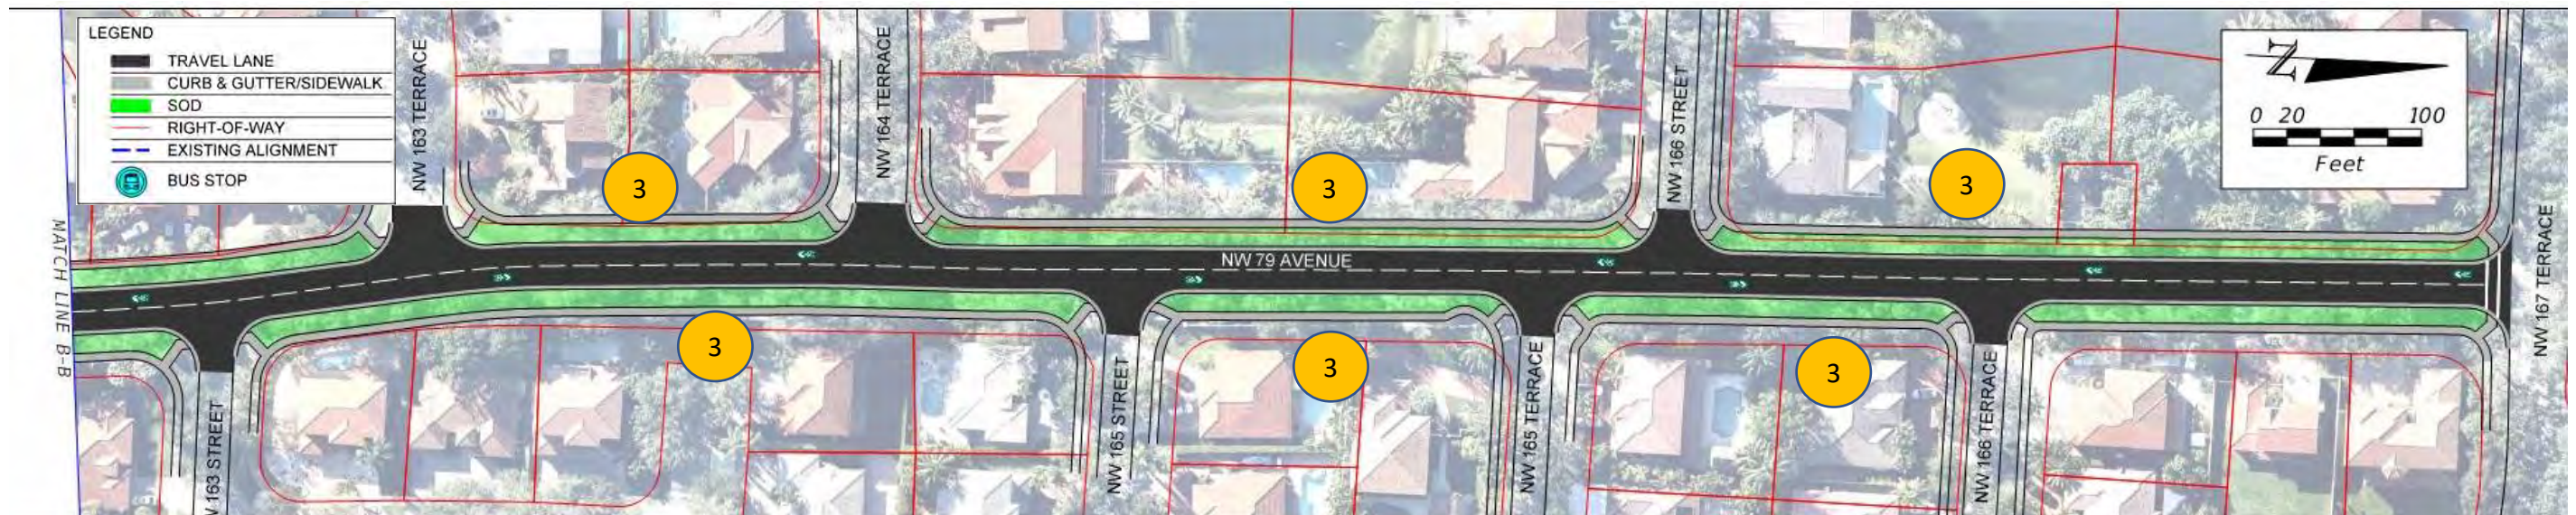 LEGEND
TRAVEL LANE
CURB & GUTTER/SIDEWALK
SOD
RIGHT-OF-WAY
EXISTING ALIGNMENT
BUS STOP
NW 163 TERRACE
NW 164 TERRACE
NW 166 STREET
N
0 20 100
Feet
3
3
3
MATCH LINE B-B
NW 79 AVENUE
NW 167 TERRACE
3
3
3
163 STREET
NW 165 STREET
NW 165 TERRACE
NW 166 TERRACE